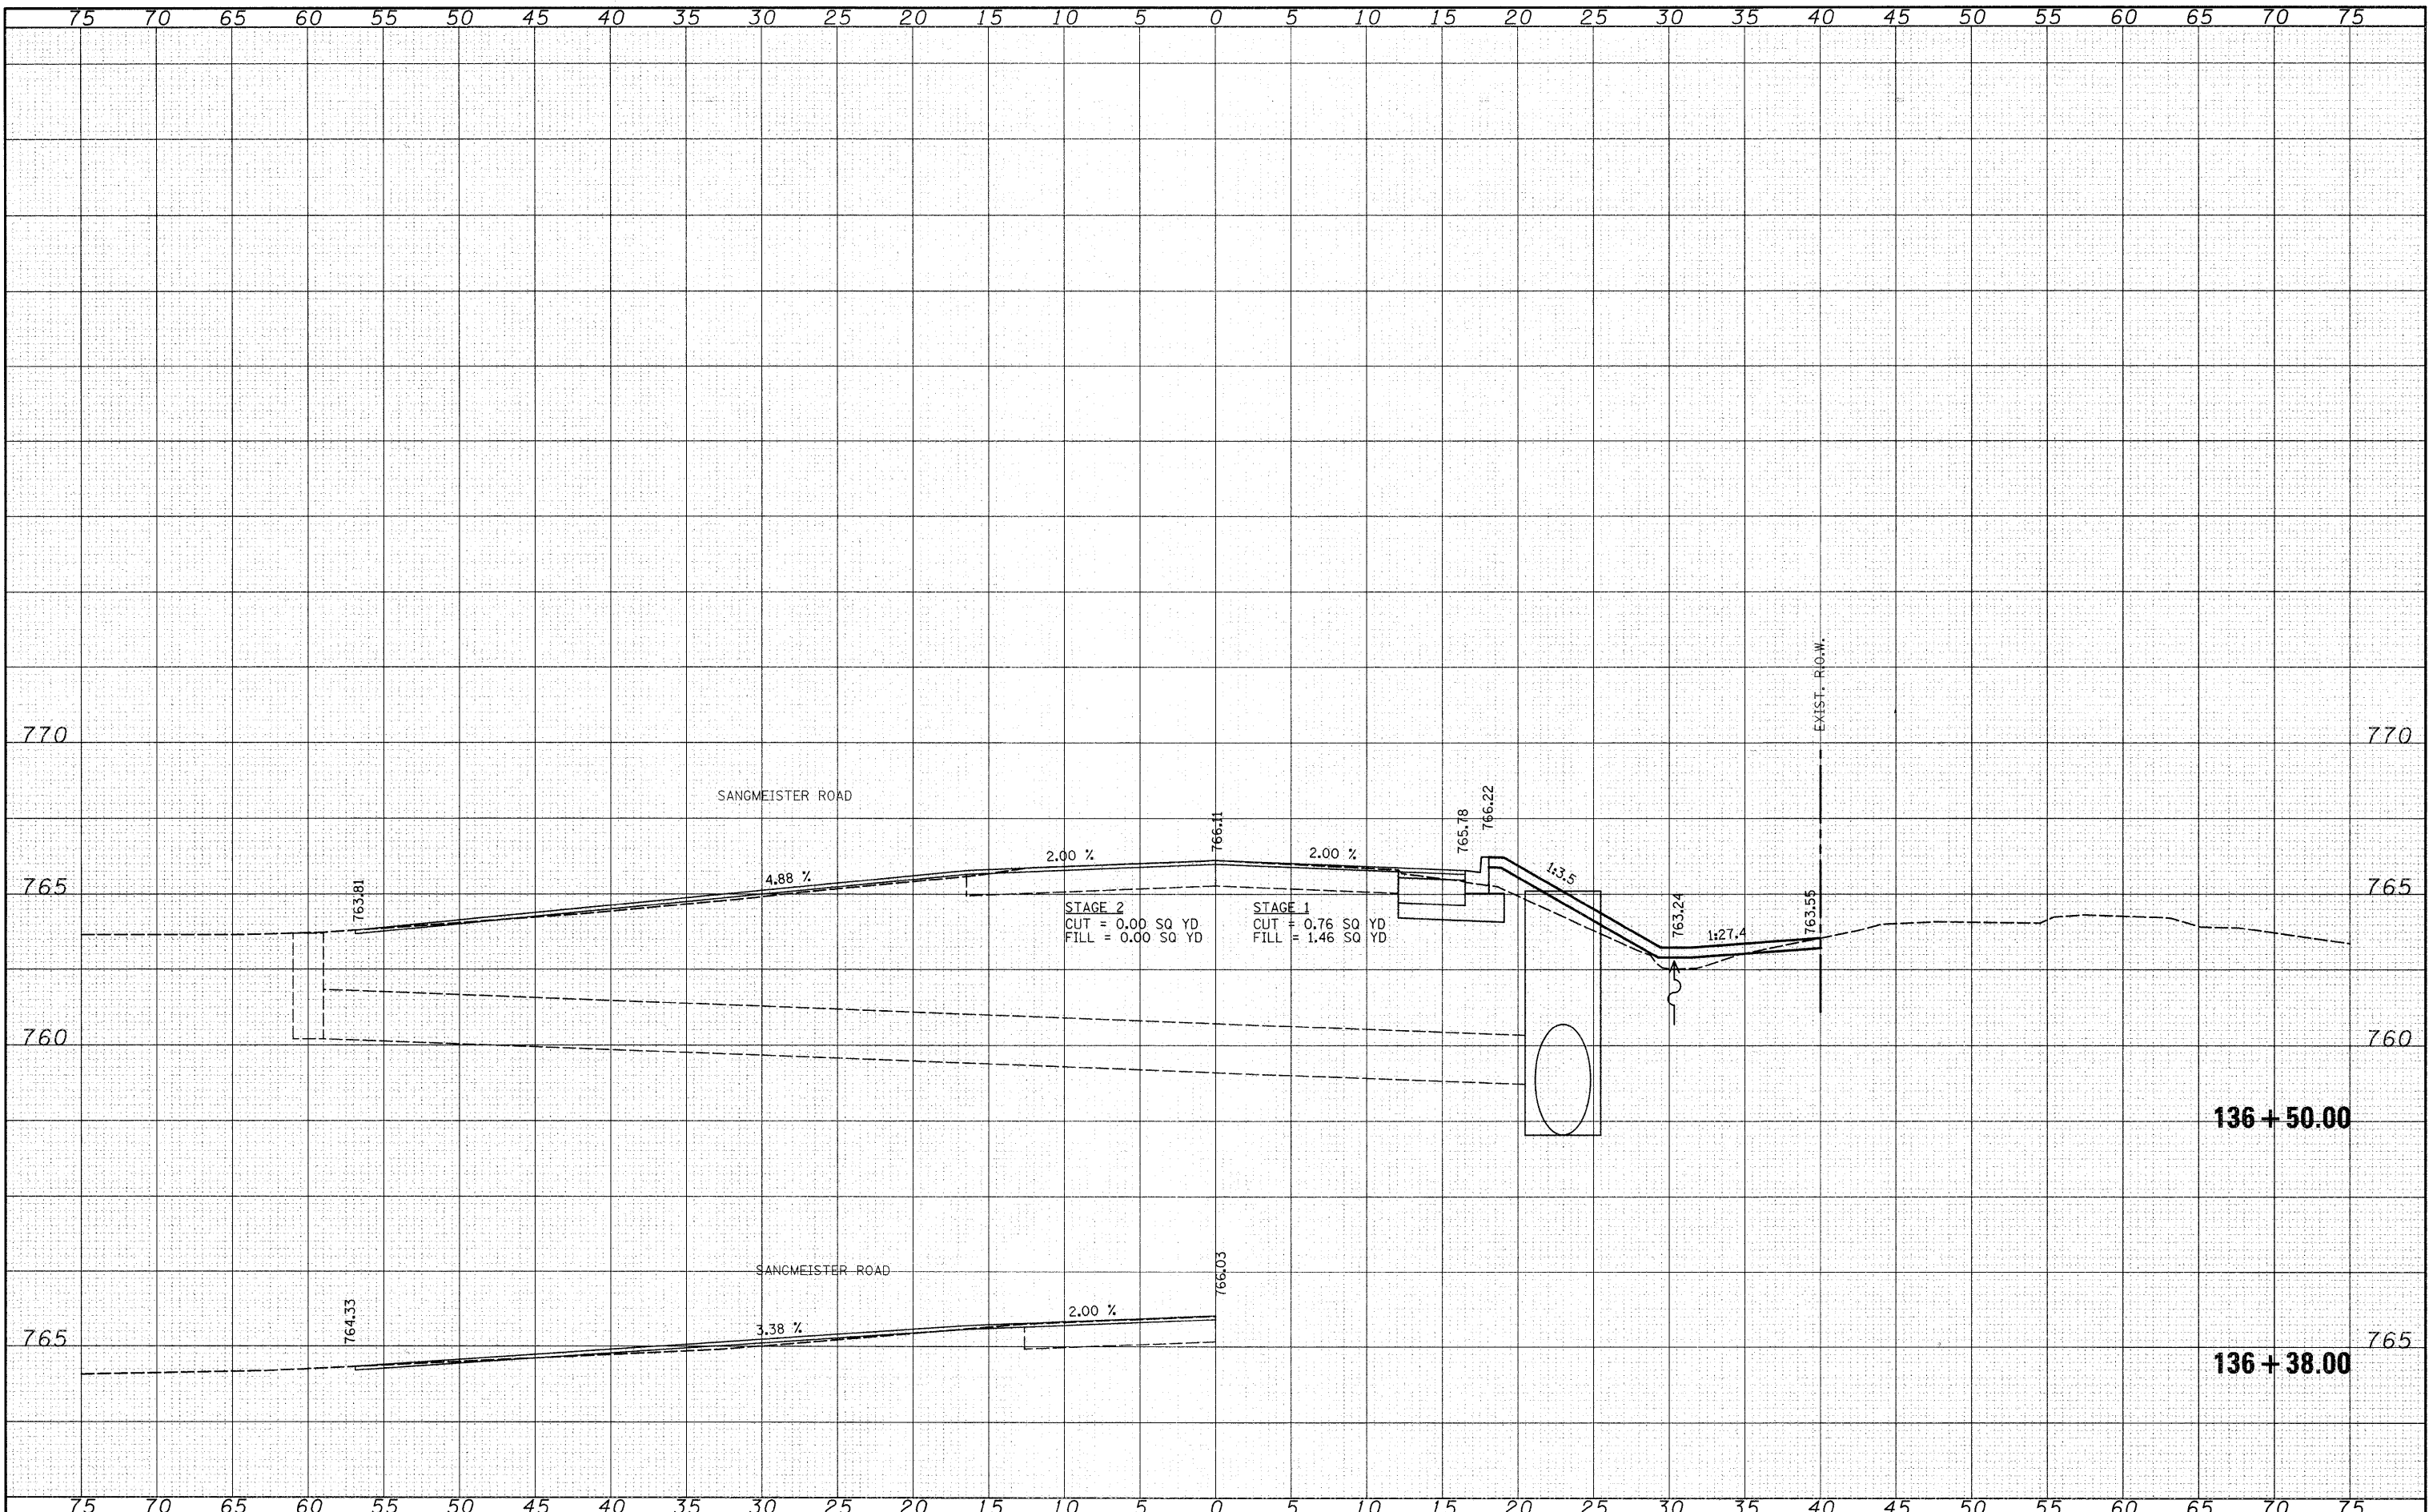 75 70 65 60 55 50 45 40 35 30 25 20 15 10 5 0 5 10 15 20 25 30 35 40 45 50 55 60 65 70 75
EXIST. R.O.W.
770 770
SANGMEISTER ROAD
766.11
765.78
766.22
2.00 %
2.00 %
1:3.5
4.88 %
765 765
763.81
763.24
763.55
1:27.4
STAGE 2
CUT = 0.00 SQ YD
FILL = 0.00 SQ YD
STAGE 1
CUT = 0.76 SQ YD
FILL = 1.46 SQ YD
760 760
136 + 50.00
SANGMEISTER ROAD
766.03
764.33
2.00 %
3.38 %
765 765
136 + 38.00
75 70 65 60 55 50 45 40 35 30 25 20 15 10 5 0 5 10 15 20 25 30 35 40 45 50 55 60 65 70 75